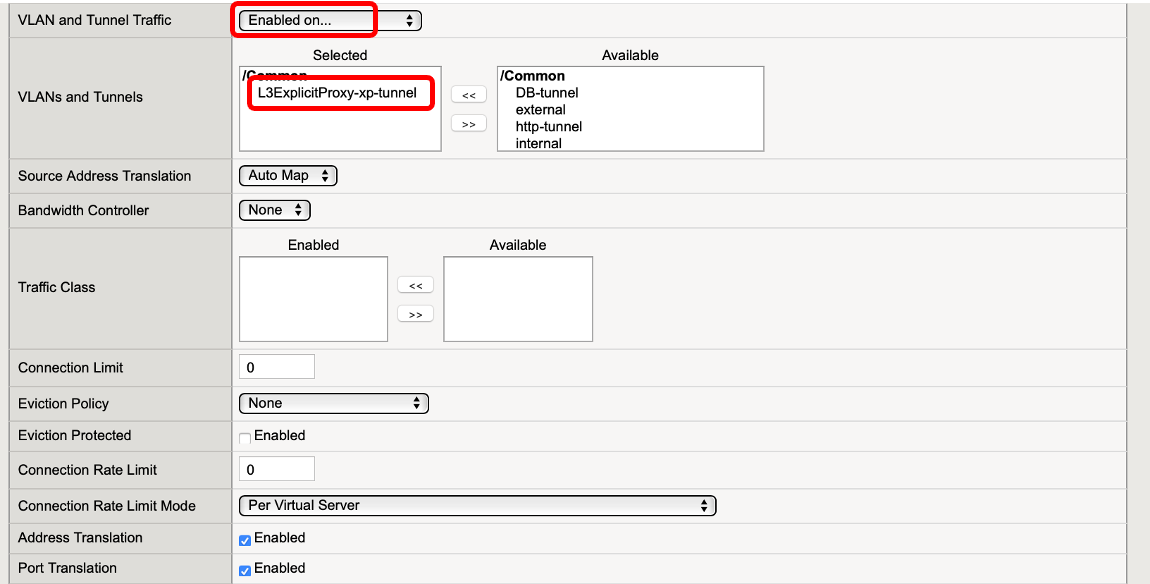 VLAN and Tunnel Traffic Enabled on...
Selected Available
VLANs and Tunnels
/Common
L3ExplicitProxy-xp-tunnel
<<
>>
/Common
DB-tunnel
external
http-tunnel
internal
Source Address Translation Auto Map
Bandwidth Controller None
Enabled Available
Traffic Class
<<
>>
Connection Limit 0
Eviction Policy None
Eviction Protected Enabled
Connection Rate Limit 0
Connection Rate Limit Mode Per Virtual Server
Address Translation Enabled
Port Translation Enabled